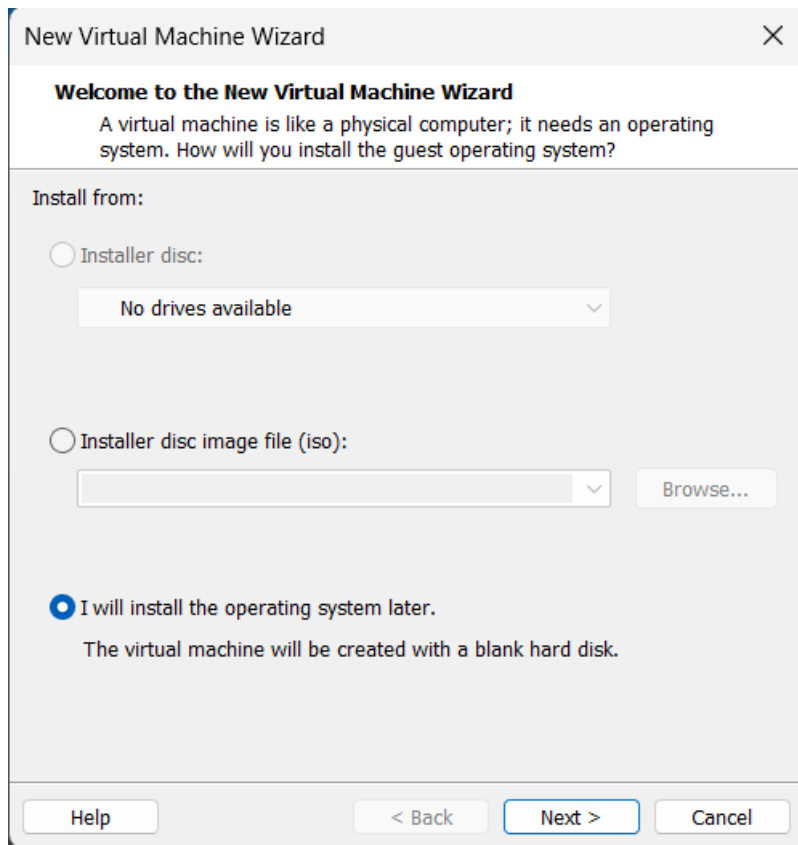 New Virtual Machine Wizard
Welcome to the New Virtual Machine Wizard
A virtual machine is like a physical computer; it needs an operating
system. How will you install the guest operating system?
Install from:
Installer disc:
No drives available
Installer disc image file (iso):
Browse...
I will install the operating system later.
The virtual machine will be created with a blank hard disk.
Help
< Back
Next >
Cancel